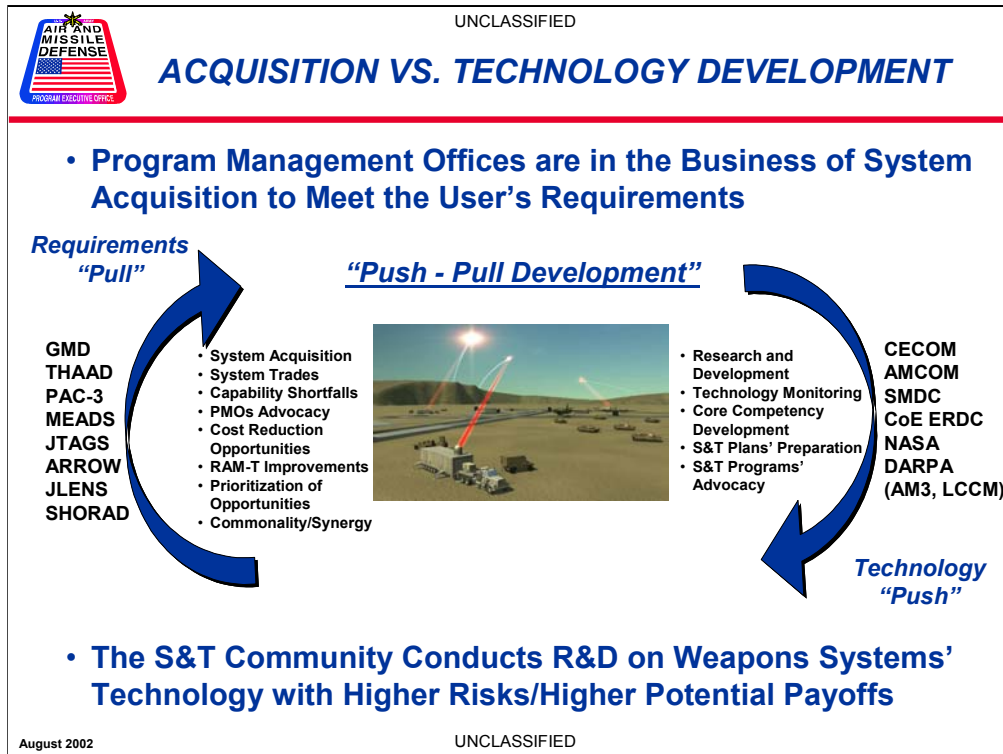 UNCLASSIFIED
AIR AND
MISSILE
DEFENSE
PROGRAM EXECUTIVE OFFICE
ACQUISITION VS. TECHNOLOGY DEVELOPMENT
• Program Management Offices are in the Business of System
Acquisition to Meet the User's Requirements
Requirements
“Pull”
“Push - Pull Development”
GMD
THAAD
PAC-3
MEADS
JTAGS
ARROW
JLENS
SHORAD
• System Acquisition
• System Trades
• Capability Shortfalls
• PMOs Advocacy
• Cost Reduction
Opportunities
• RAM-T Improvements
• Prioritization of
Opportunities
• Commonality/Synergy
• Research and
Development
• Technology Monitoring
• Core Competency
Development
• S&T Plans' Preparation
• S&T Programs'
Advocacy
CECOM
AMCOM
SMDC
CoE ERDC
NASA
DARPA
(AM3, LCCM)
Technology
“Push”
• The S&T Community Conducts R&D on Weapons Systems'
Technology with Higher Risks/Higher Potential Payoffs
August 2002
UNCLASSIFIED